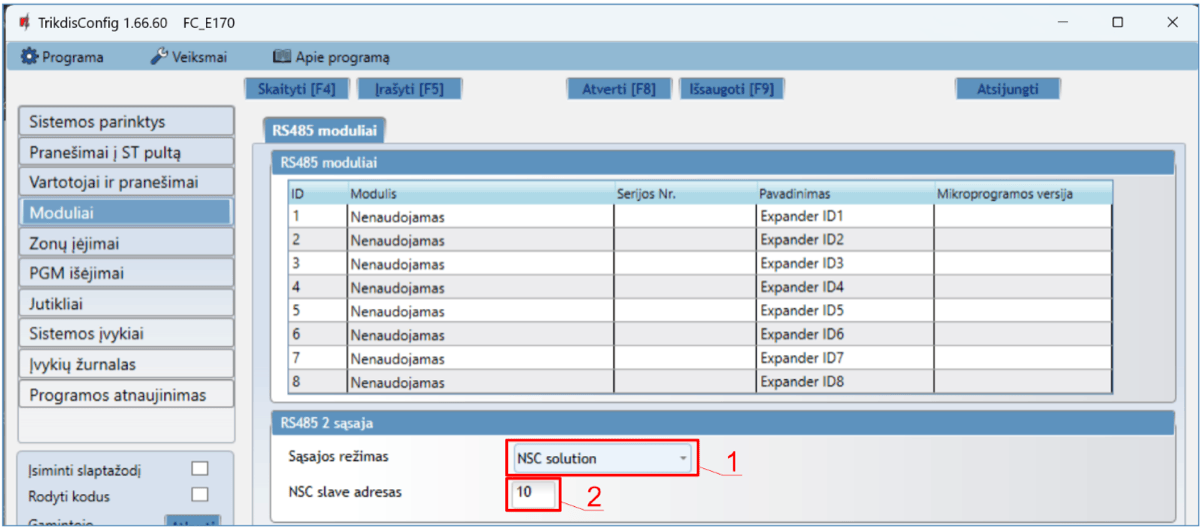 TrikdisConfig 1.66.60 FC_E170
Programa Veiksmai Apie programą
Skaityti [F4] Įrašyti [F5] Atverti [F8] Išsaugoti [F9] Atsijungti
Sistemos parinktys
Pranešimai į ST pultą
Vartotojai ir pranešimai
Moduliai
Zonų įėjimai
PGM išėjimai
Jutikliai
Sistemos įvykiai
Įvykių žurnalas
Programos atnaujinimas
Įsiminti slaptažodį
Rodyti kodus
Gamintojo
RS485 moduliai
RS485 moduliai
ID Modulis Serijos Nr. Pavadinimas Mikroprogramos versija
1 Nenaudojamas Expander ID1
2 Nenaudojamas Expander ID2
3 Nenaudojamas Expander ID3
4 Nenaudojamas Expander ID4
5 Nenaudojamas Expander ID5
6 Nenaudojamas Expander ID6
7 Nenaudojamas Expander ID7
8 Nenaudojamas Expander ID8
RS485 2 sąsaja
Sąsajos režimas NSC solution 1
NSC slave adresas 10 2